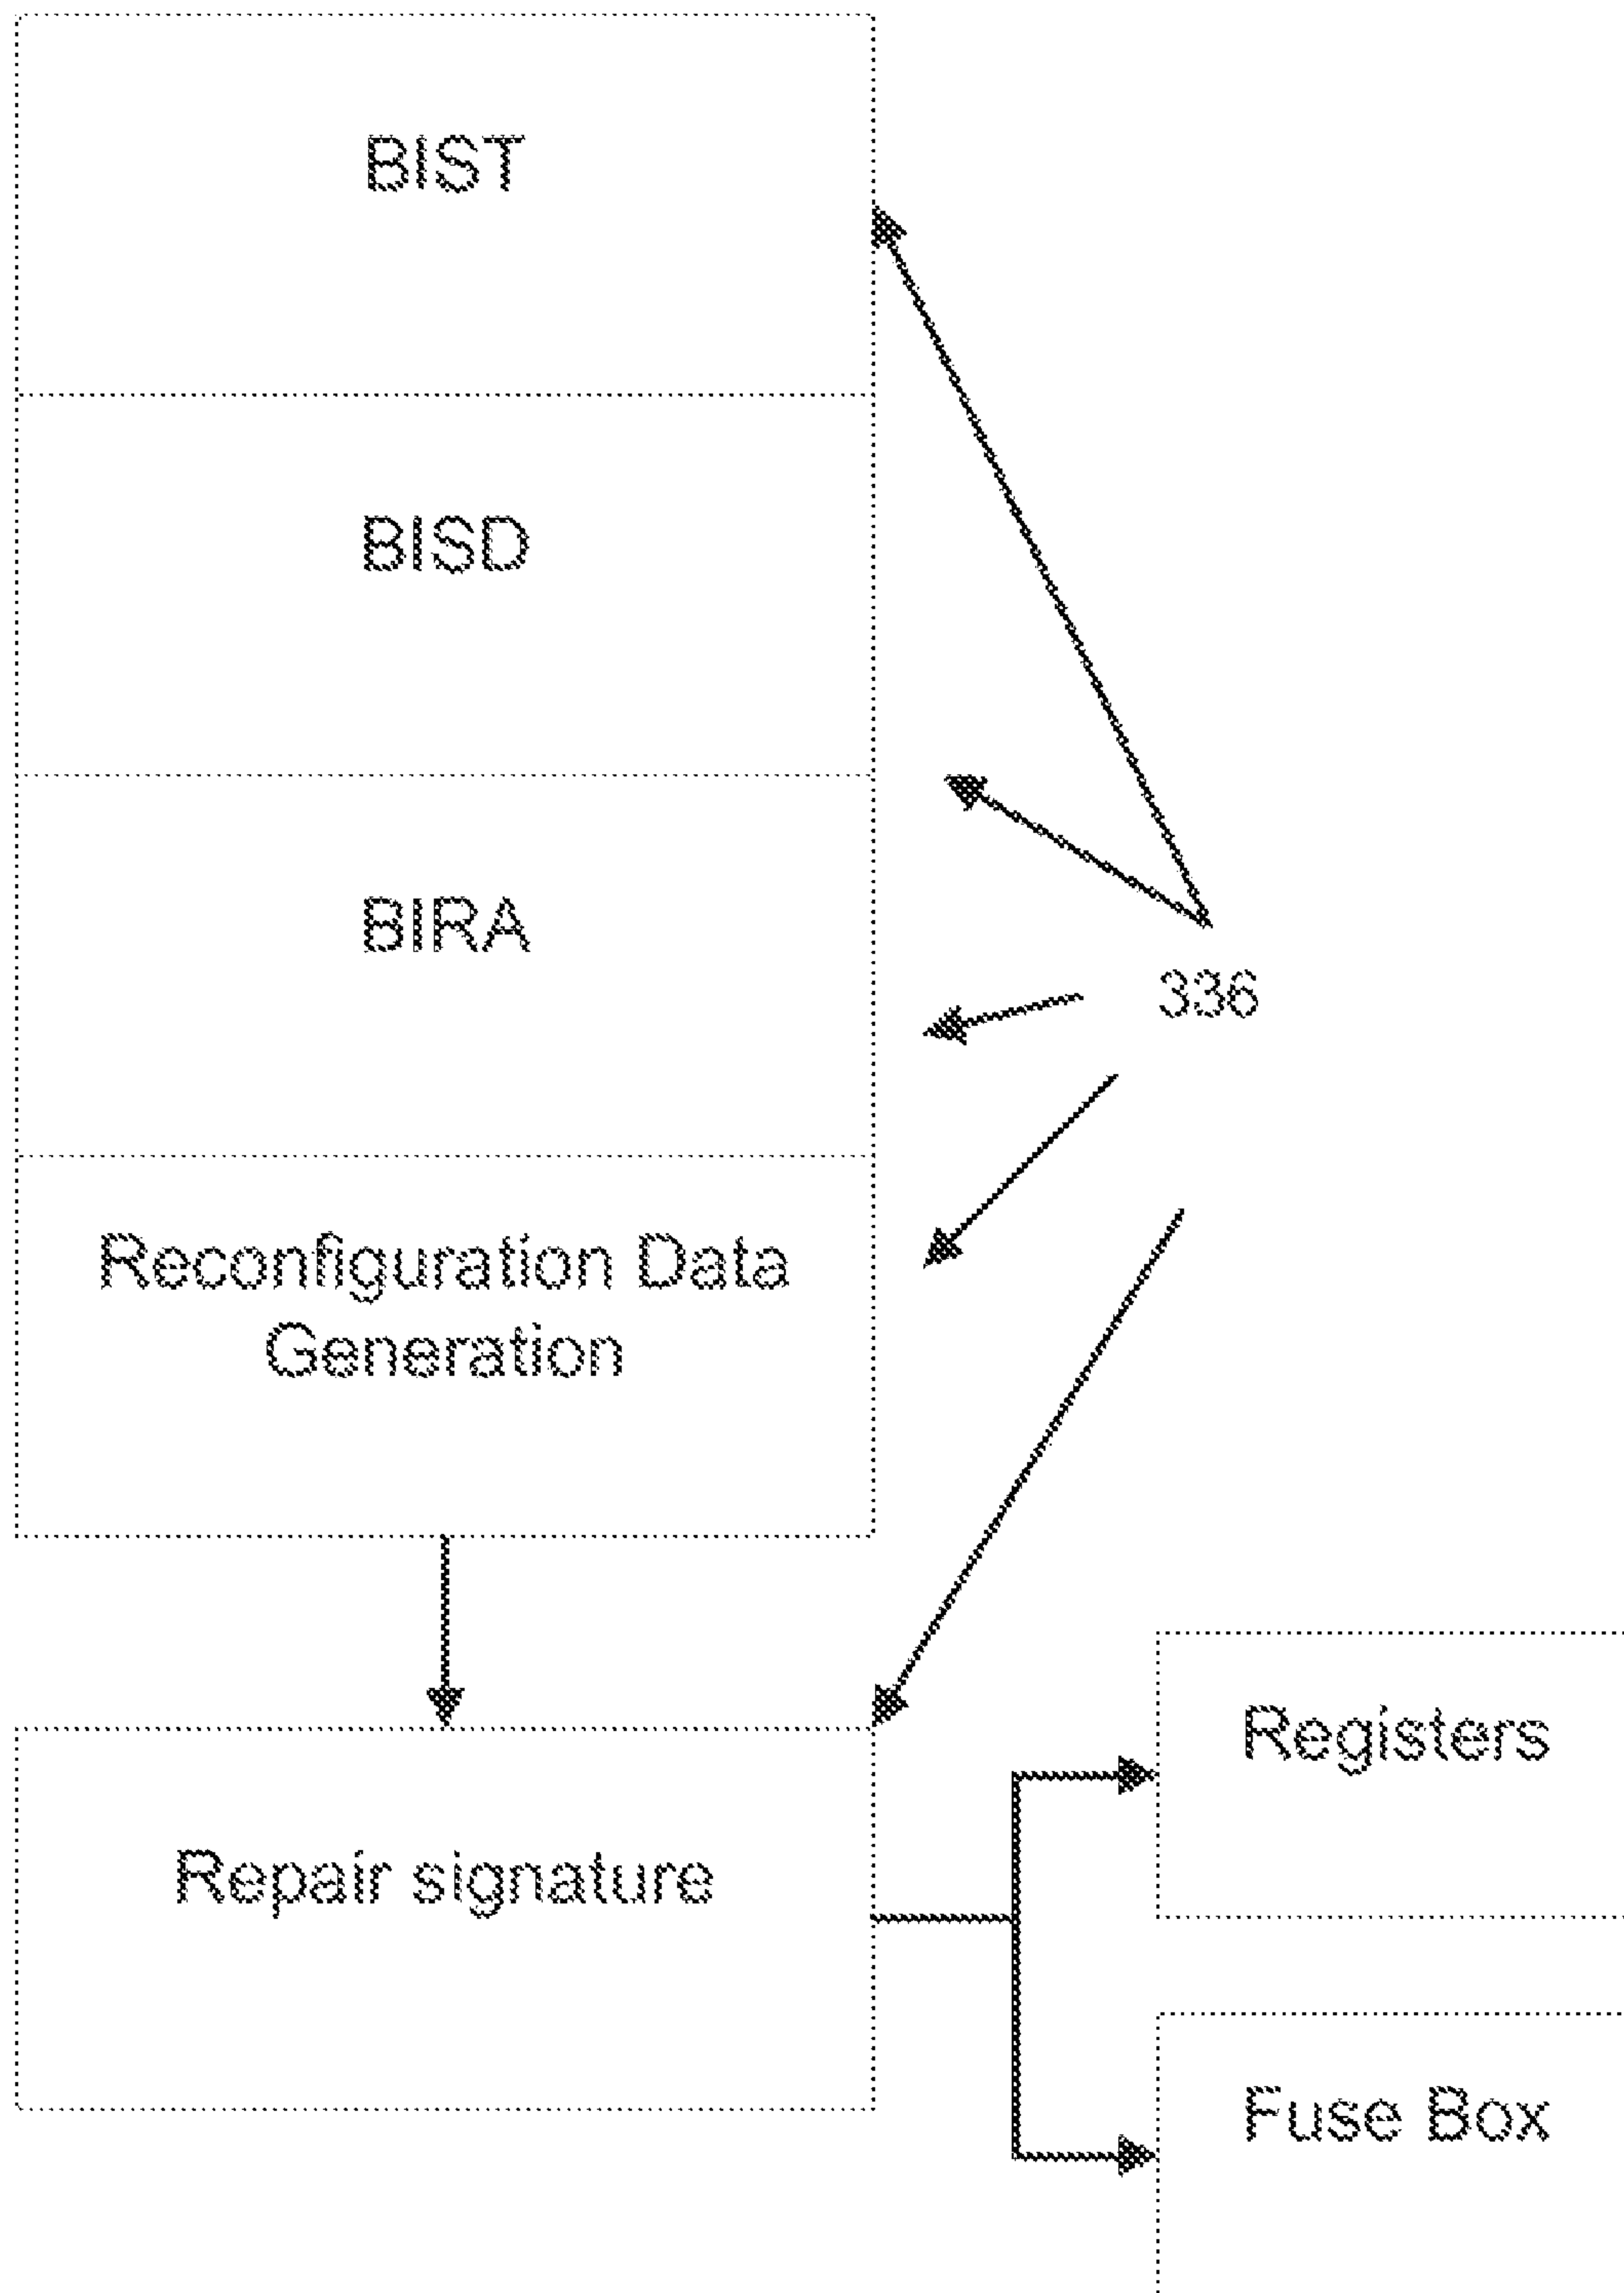 BIST
BISD
BIRA
336
Reconfiguration Data
Generation
Registers
Repair signature
Fuse Box